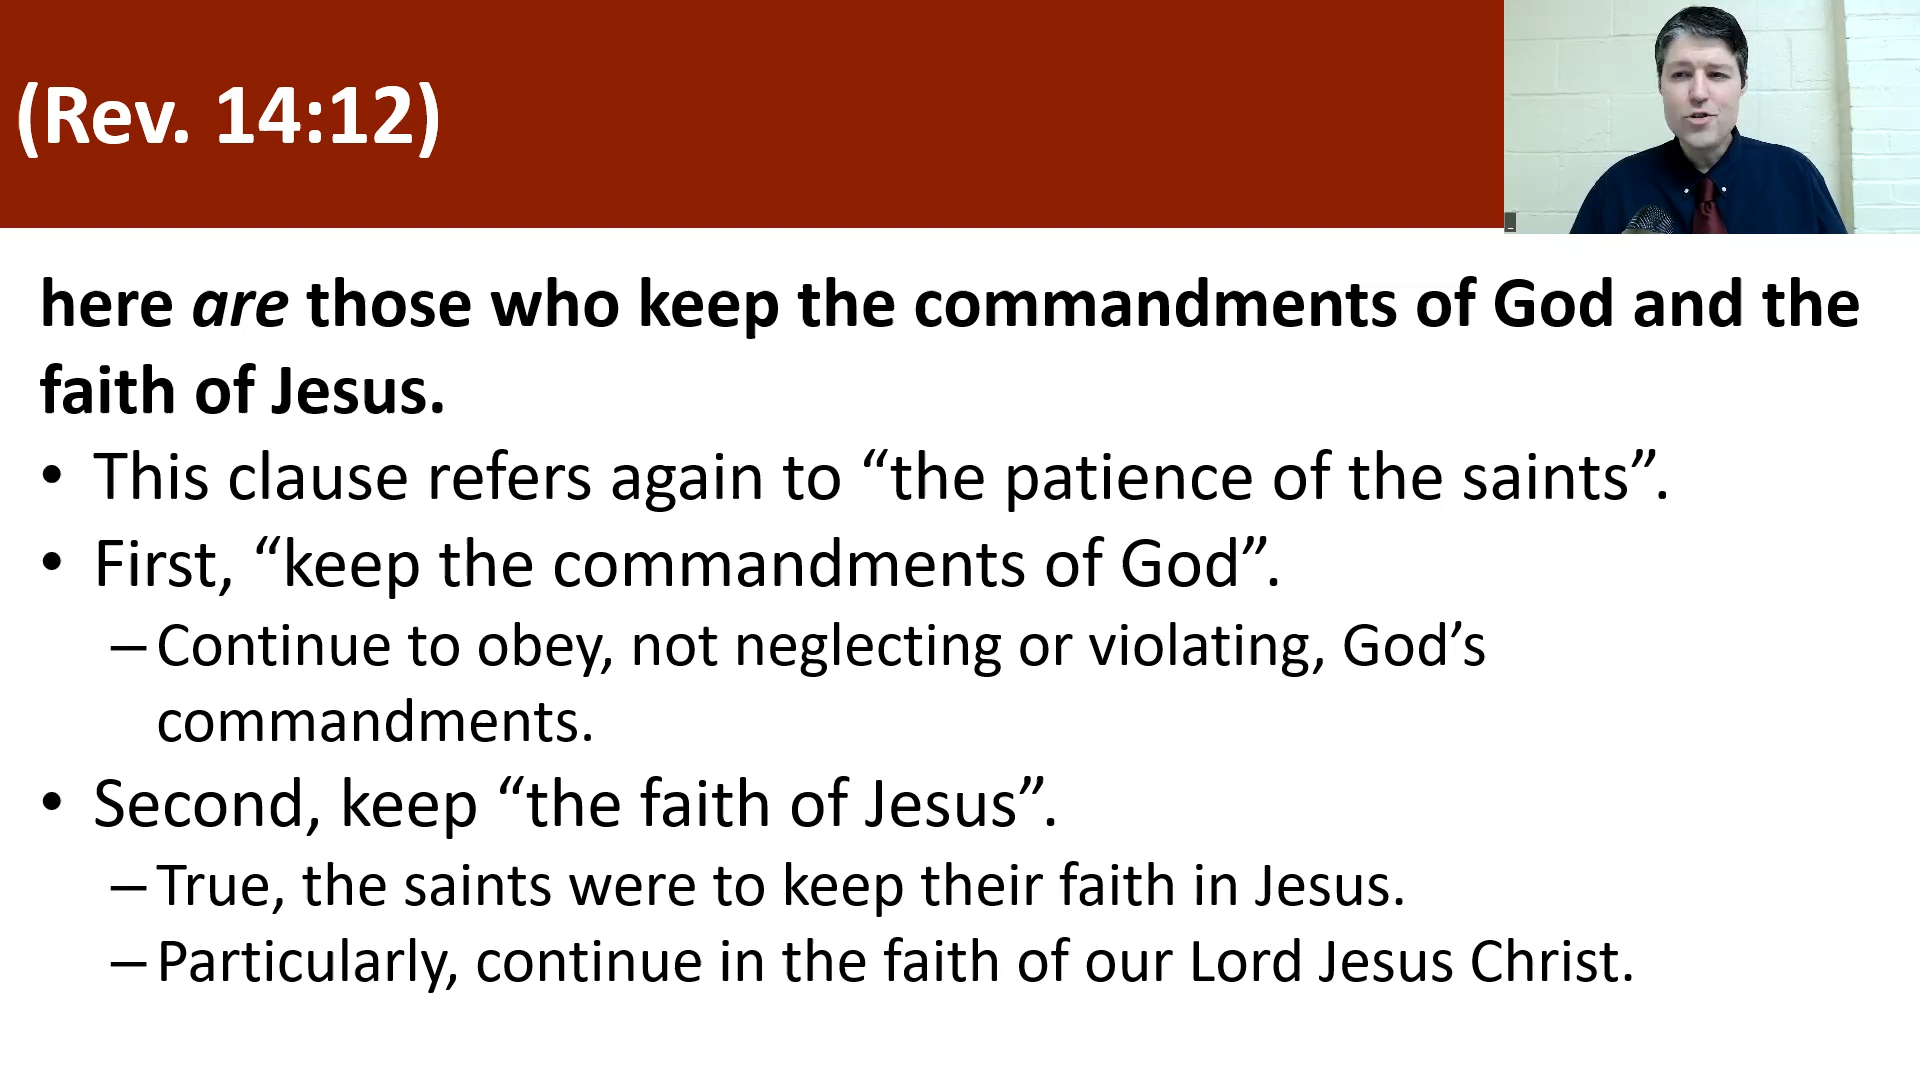 (Rev. 14:12)
here are those who keep the commandments of God and the
faith of Jesus.
• This clause refers again to “the patience of the saints”.
• First, “keep the commandments of God”.
– Continue to obey, not neglecting or violating, God’s
commandments.
• Second, keep “the faith of Jesus”.
– True, the saints were to keep their faith in Jesus.
– Particularly, continue in the faith of our Lord Jesus Christ.